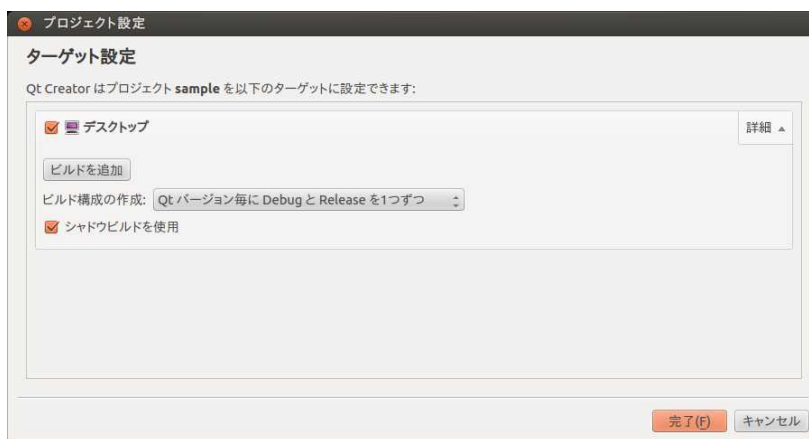 プロジェクト設定
ターゲット設定
Qt Creator はプロジェクト sample を以下のターゲットに設定できます:
デスクトップ
詳細
ビルドを追加
ビルド構成の作成: Qt バージョン毎に Debug と Release を1つずつ
シャドウビルドを使用
完了(F) キャンセル